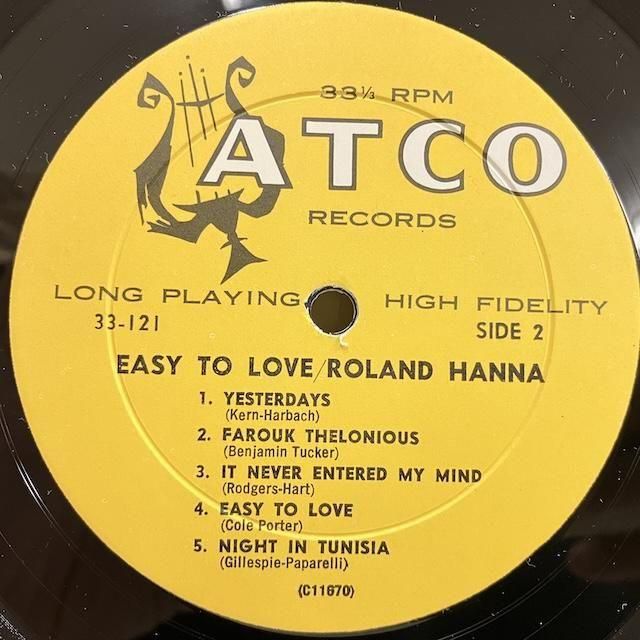 33⅓ RPM
ATCO
RECORDS
LONG PLAYING HIGH FIDELITY
33-121 SIDE 2
EASY TO LOVE/ROLAND HANNA
1. YESTERDAYS
(Kern-Harbach)
2. FAROUK THELONIOUS
(Benjamin Tucker)
3. IT NEVER ENTERED MY MIND
(Rodgers-Hart)
4. EASY TO LOVE
(Cole Porter)
5. NIGHT IN TUNISIA
(Gillespie-Paparelli)
(C11670)